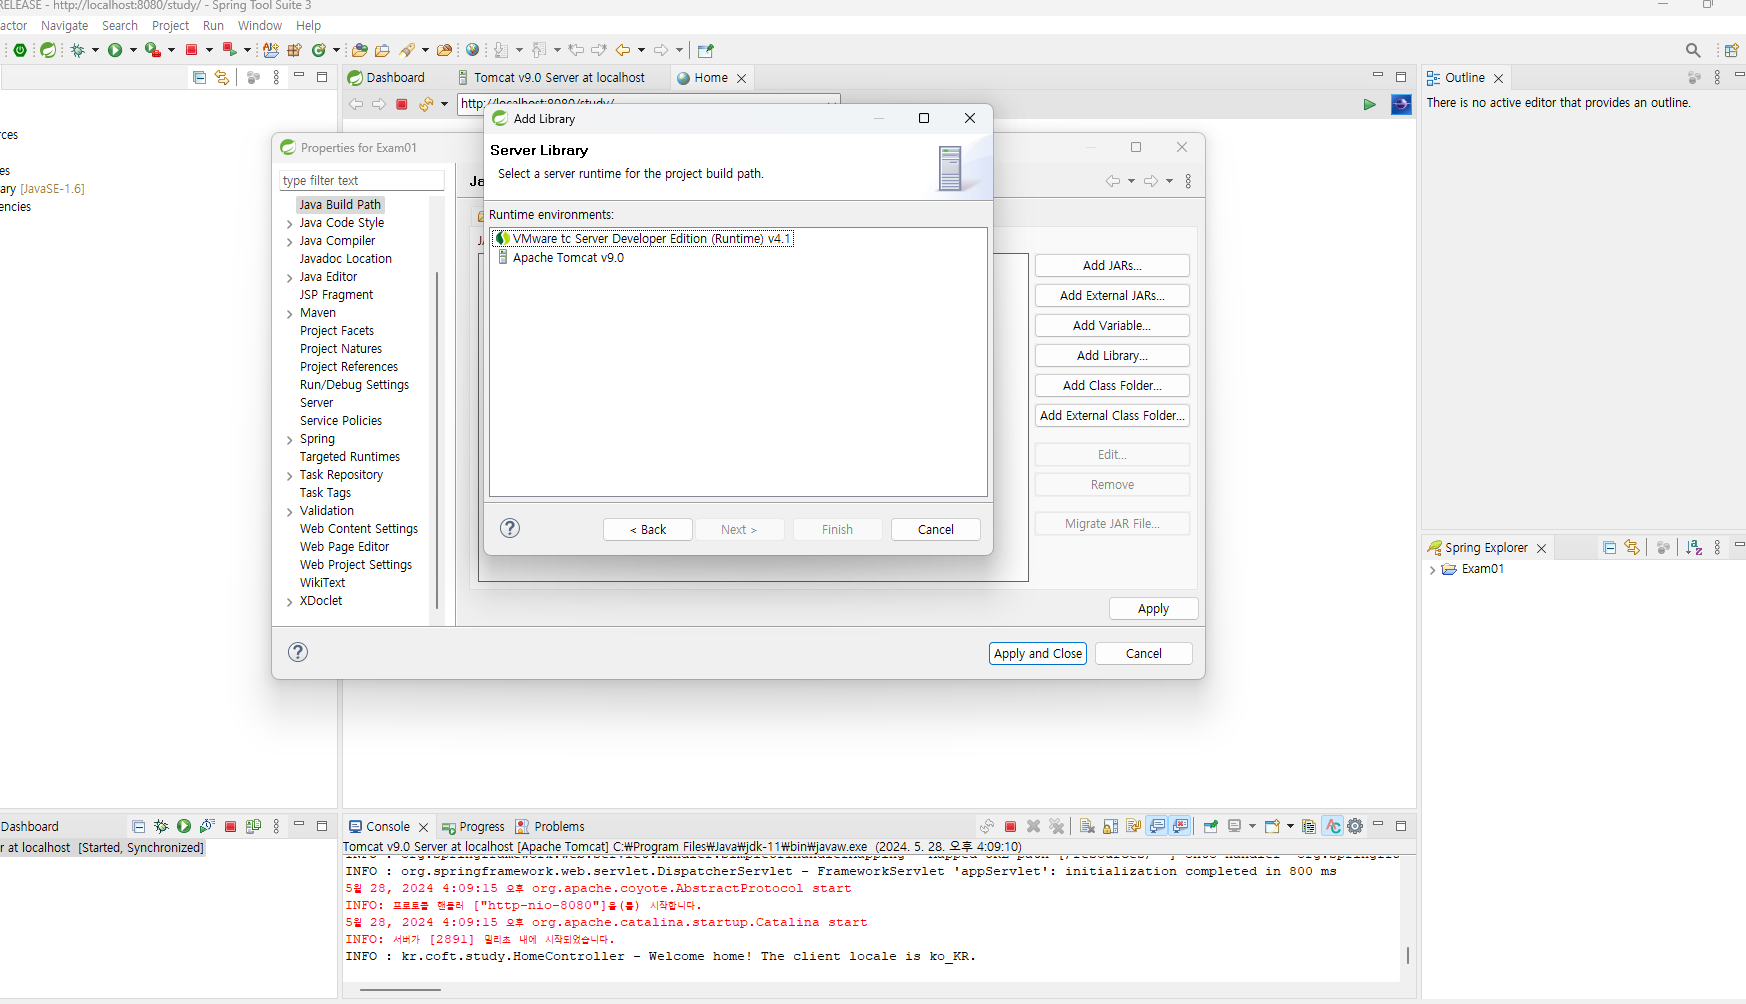 RELEASE - http://localhost:8080/study/ - Spring Tool Suite 3
actor Navigate Search Project Run Window Help
Dashboard
Tomcat v9.0 Server at localhost
Home
http://localhost:8080/study/
Outline
There is no active editor that provides an outline.
rces
es
ary [JavaSE-1.6]
encies
Properties for Exam01
type filter text
Java Build Path
Java Code Style
Java Compiler
Javadoc Location
Java Editor
JSP Fragment
Maven
Project Facets
Project Natures
Project References
Run/Debug Settings
Server
Service Policies
Spring
Targeted Runtimes
Task Repository
Task Tags
Validation
Web Content Settings
Web Page Editor
Web Project Settings
WikiText
XDoclet
Ja
Add Library
Server Library
Select a server runtime for the project build path.
Runtime environments:
VMware tc Server Developer Edition (Runtime) v4.1
Apache Tomcat v9.0
< Back
Next >
Finish
Cancel
Add JARs...
Add External JARs...
Add Variable...
Add Library...
Add Class Folder...
Add External Class Folder...
Edit...
Remove
Migrate JAR File...
Apply
Apply and Close
Cancel
Spring Explorer
Exam01
Dashboard
r at localhost [Started, Synchronized]
Console
Progress
Problems
Tomcat v9.0 Server at localhost [Apache Tomcat] C:₩Program Files₩Java₩jdk-11₩bin₩javaw.exe (2024. 5. 28. 오후 4:09:10)
INFO : org.springframework.web.servlet.DispatcherServlet - FrameworkServlet 'appServlet': initialization completed in 800 ms
5월 28, 2024 4:09:15 오후 org.apache.coyote.AbstractProtocol start
INFO: 프로토콜 핸들러 ["http-nio-8080"]을(를) 시작합니다.
5월 28, 2024 4:09:15 오후 org.apache.catalina.startup.Catalina start
INFO: 서버가 [2891] 밀리초 내에 시작되었습니다.
INFO : kr.coft.study.HomeController - Welcome home! The client locale is ko_KR.